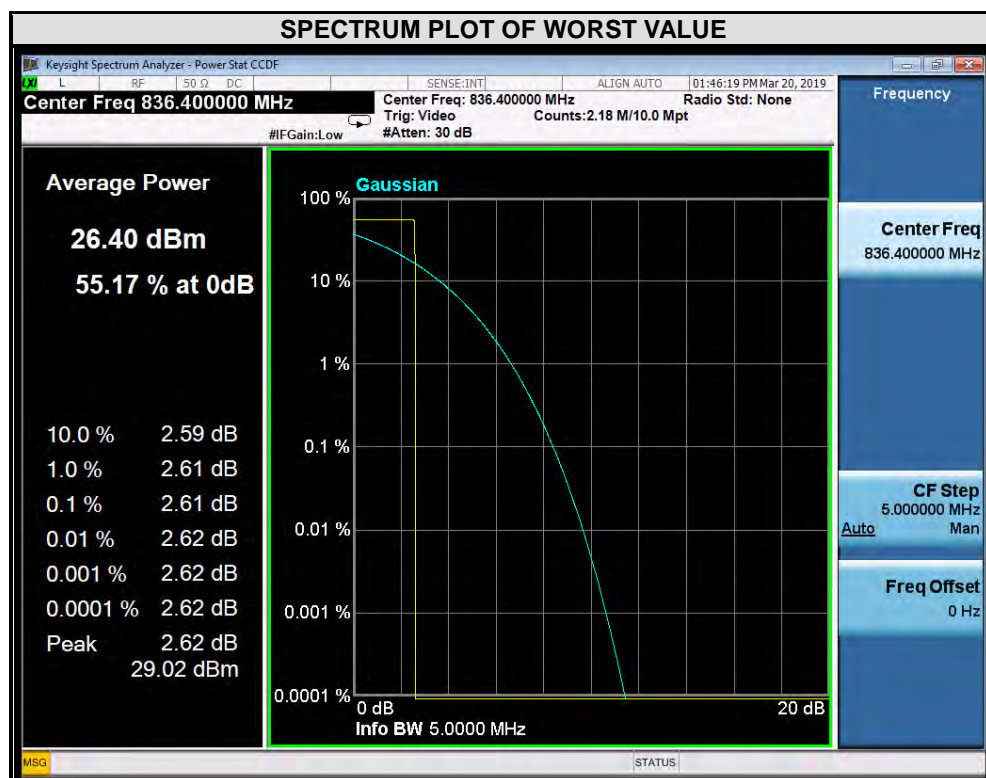 SPECTRUM PLOT OF WORST VALUE
Keysight Spectrum Analyzer - Power Stat CCDF
LXI L RF 50 Ω DC SENSE:INT ALIGN AUTO 01:46:19 PM Mar 20, 2019
Center Freq 836.400000 MHz
Center Freq: 836.400000 MHz Radio Std: None
Trig: Video Counts:2.18 M/10.0 Mpt
#IFGain:Low #Atten: 30 dB
Frequency
Average Power
26.40 dBm
55.17 % at 0dB
10.0 % 2.59 dB
1.0 % 2.61 dB
0.1 % 2.61 dB
0.01 % 2.62 dB
0.001 % 2.62 dB
0.0001 % 2.62 dB
Peak 2.62 dB
29.02 dBm
Gaussian
100 %
10 %
1 %
0.1 %
0.01 %
0.001 %
0.0001 %
0 dB 20 dB
Info BW 5.0000 MHz
Center Freq
836.400000 MHz
CF Step
5.000000 MHz
Auto Man
Freq Offset
0 Hz
MSG STATUS